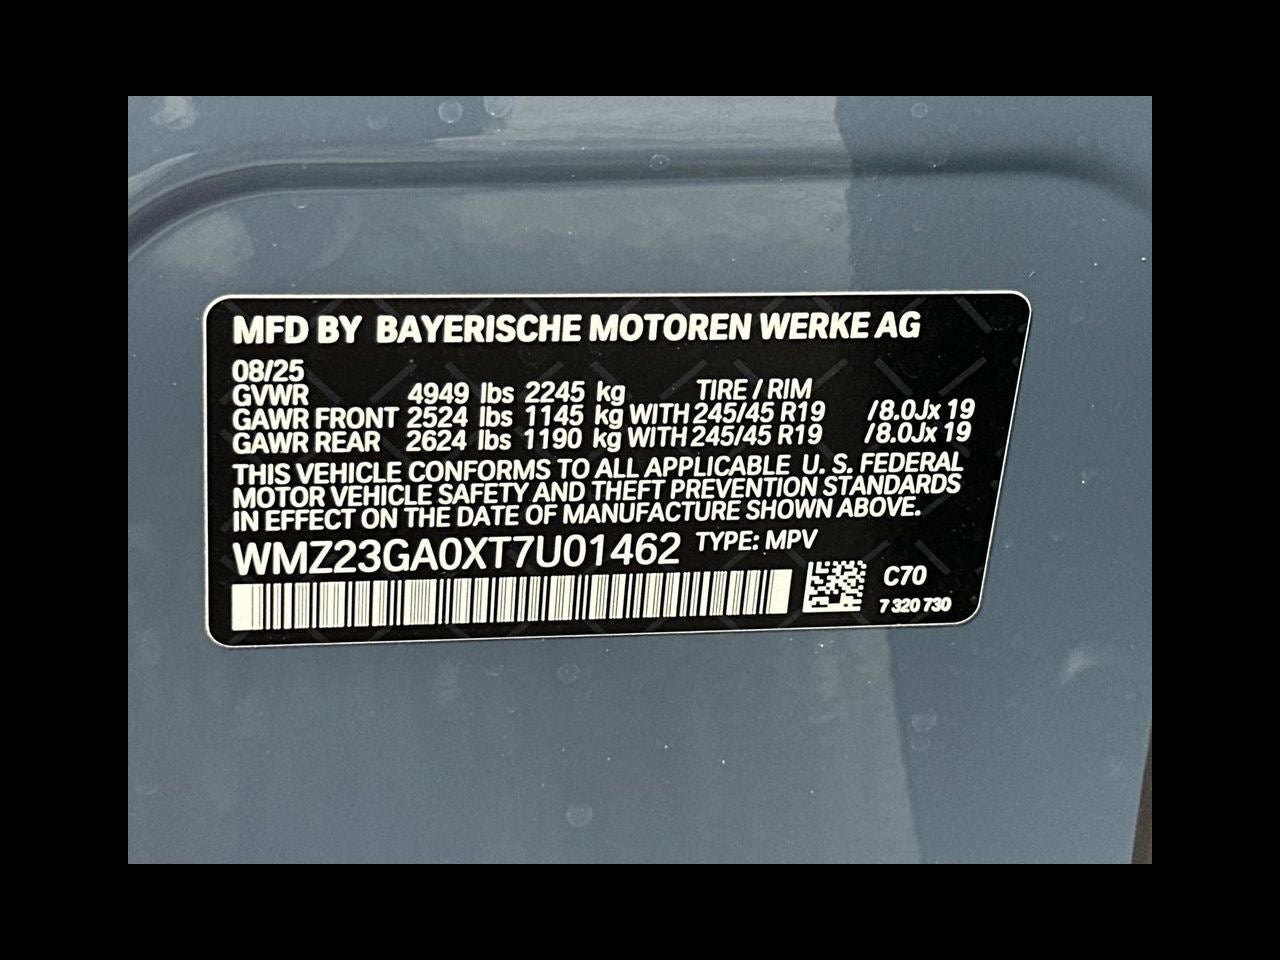 MFD BY BAYERISCHE MOTOREN WERKE AG
08/25
GVWR 4949 lbs 2245 kg TIRE / RIM
GAWR FRONT 2524 lbs 1145 kg WITH 245/45 R19 /8.0Jx 19
GAWR REAR 2624 lbs 1190 kg WITH 245/45 R19 /8.0Jx 19
THIS VEHICLE CONFORMS TO ALL APPLICABLE U. S. FEDERAL
MOTOR VEHICLE SAFETY AND THEFT PREVENTION STANDARDS
IN EFFECT ON THE DATE OF MANUFACTURE SHOWN ABOVE.
WMZ23GA0XT7U01462 TYPE: MPV
C70
7 320 730